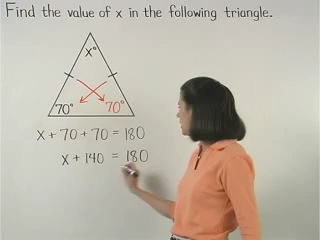 Find the value of x in the following triangle.
x°
70° 70°
x + 70 + 70 = 180
x + 140 = 180